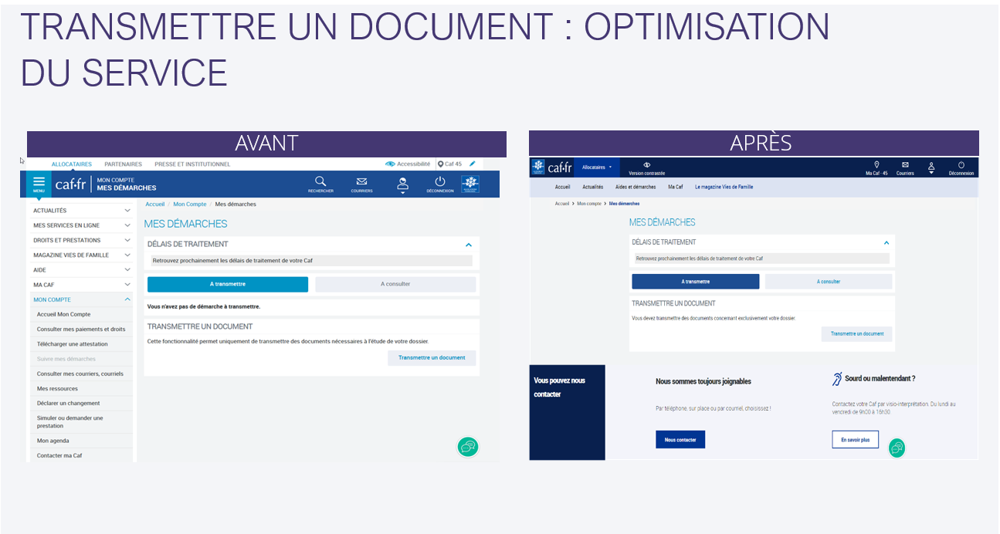 TRANSMETTRE UN DOCUMENT : OPTIMISATION
DU SERVICE
AVANT
ALLOCATAIRES PARTENAIRES PRESSE ET INSTITUTIONNEL Accessibilité Caf 45
MENU
caf.fr
MON COMPTE
MES DÉMARCHES
RECHERCHER COURRIERS DÉCONNEXION
ACTUALITÉS
MES SERVICES EN LIGNE
DROITS ET PRESTATIONS
MAGAZINE VIES DE FAMILLE
AIDE
MA CAF
MON COMPTE
Accueil Mon Compte
Consulter mes paiements et droits
Télécharger une attestation
Suivre mes démarches
Consulter mes courriers, courriels
Mes ressources
Déclarer un changement
Simuler ou demander une
prestation
Mon agenda
Contacter ma Caf
Accueil / Mon Compte / Mes démarches
MES DÉMARCHES
DÉLAIS DE TRAITEMENT
Retrouvez prochainement les délais de traitement de votre Caf
A transmettre A consulter
Vous n'avez pas de démarche à transmettre.
TRANSMETTRE UN DOCUMENT
Cette fonctionnalité permet uniquement de transmettre des documents nécessaires à l'étude de votre dossier.
Transmettre un document
APRÈS
caf.fr Allocataires Version contrastée Ma Caf - 45 Courriers Déconnexion
Accueil Actualités Aides et démarches Ma Caf Le magazine Vies de Famille
Accueil > Mon compte > Mes démarches
MES DÉMARCHES
DÉLAIS DE TRAITEMENT
Retrouvez prochainement les délais de traitement de votre Caf
A transmettre A consulter
TRANSMETTRE UN DOCUMENT
Vous devez transmettre des documents concernant exclusivement votre dossier.
Transmettre un document
Vous pouvez nous
contacter
Nous sommes toujours joignables
Par téléphone, sur place ou par courriel, choisissez !
Nous contacter
Sourd ou malentendant ?
Contactez votre Caf par visio-interprétation. Du lundi au
vendredi de 9h00 à 16h30
En savoir plus